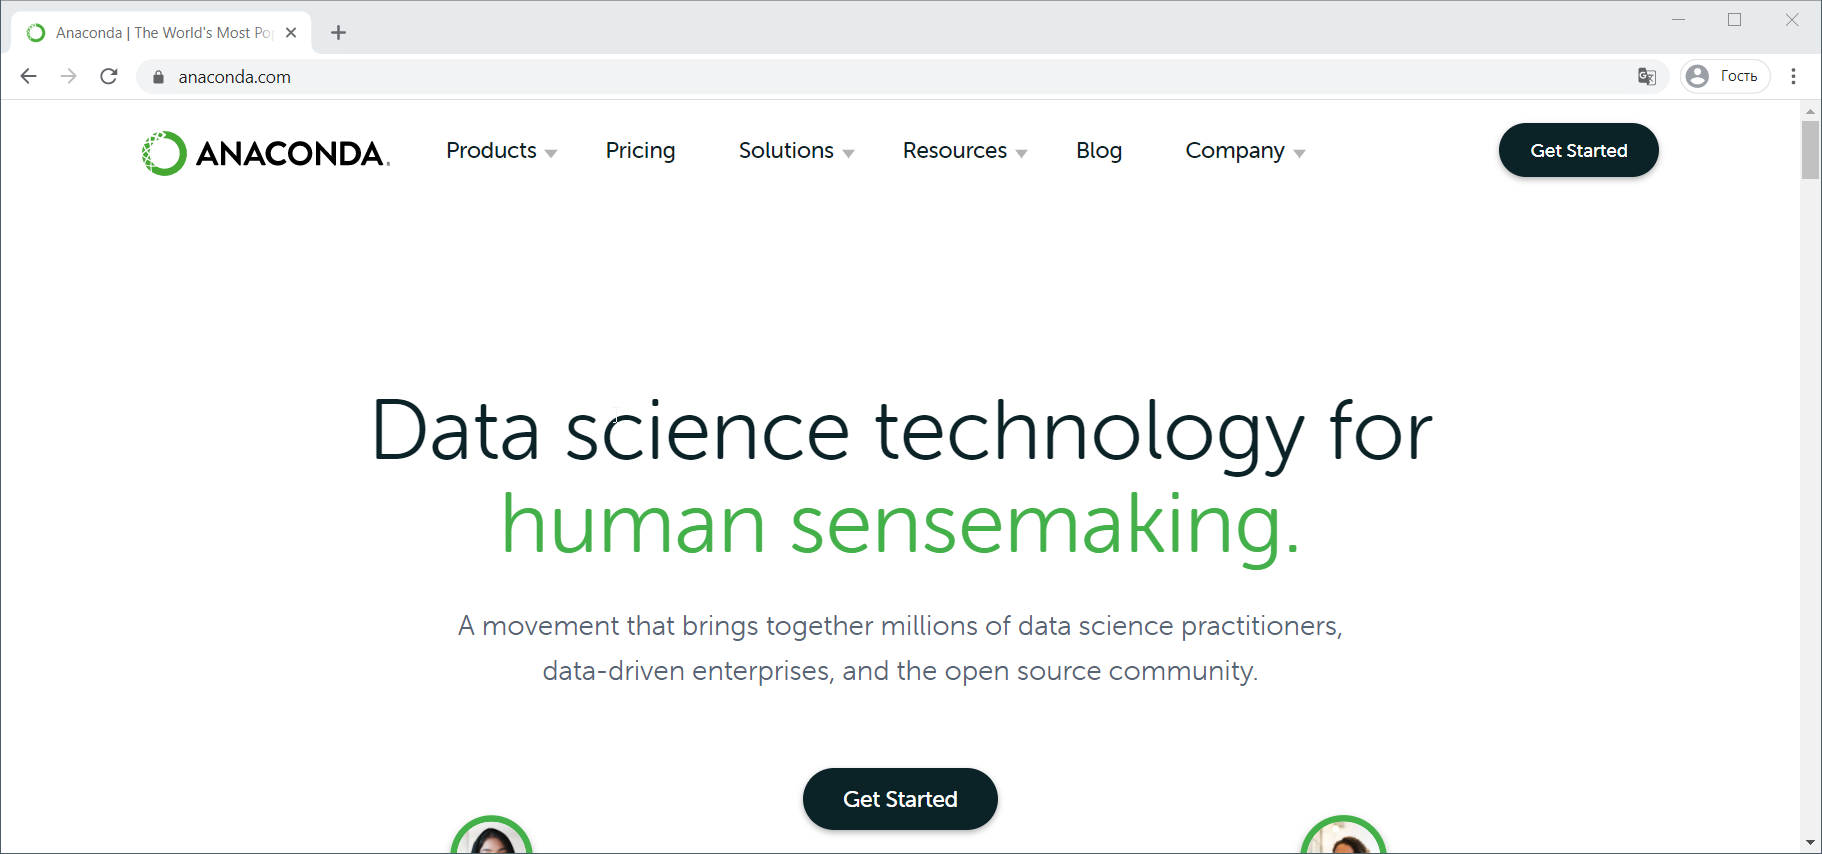 Anaconda | The World's Most Po
anaconda.com
Гость
ANACONDA.
Products
Pricing
Solutions
Resources
Blog
Company
Get Started
Data science technology for
human sensemaking.
A movement that brings together millions of data science practitioners,
data-driven enterprises, and the open source community.
Get Started